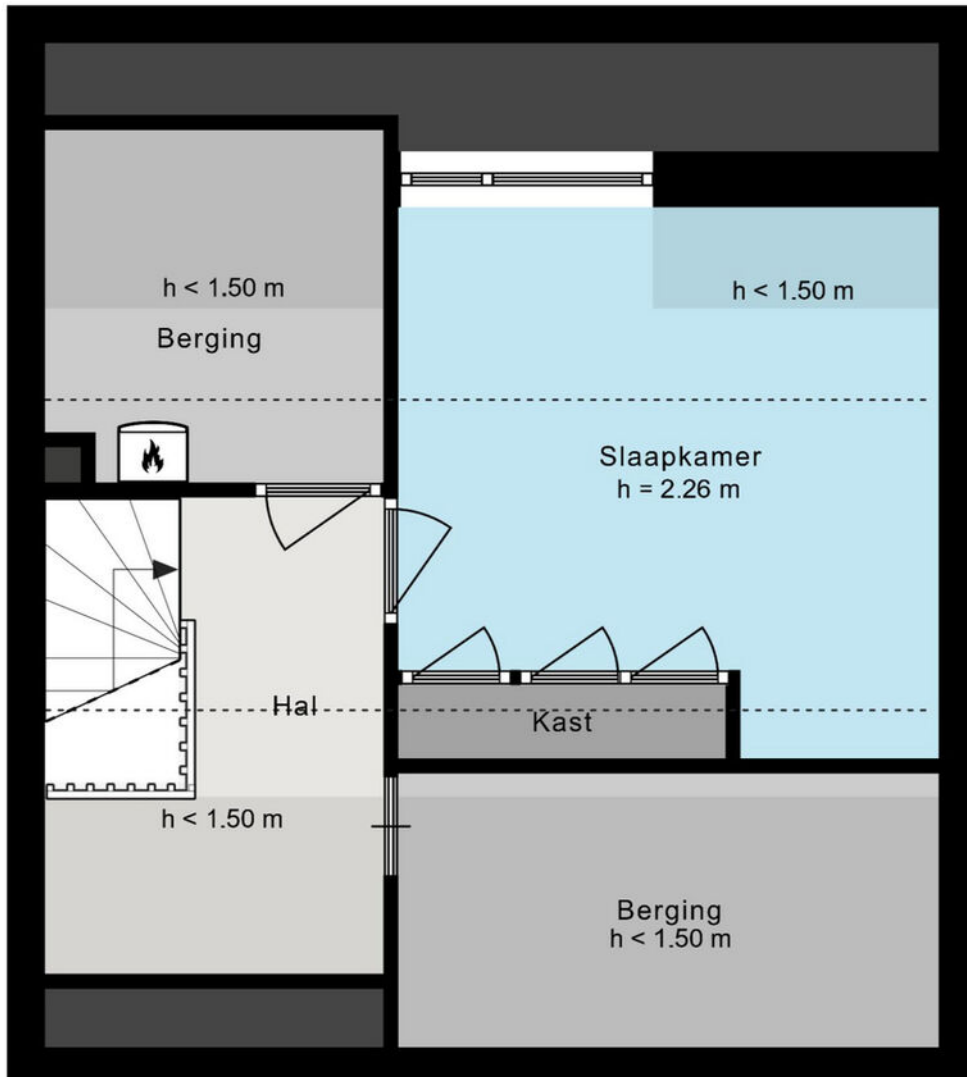 h < 1.50 m
Berging
h < 1.50 m
Slaapkamer
h = 2.26 m
Hal
Kast
h < 1.50 m
Berging
h < 1.50 m